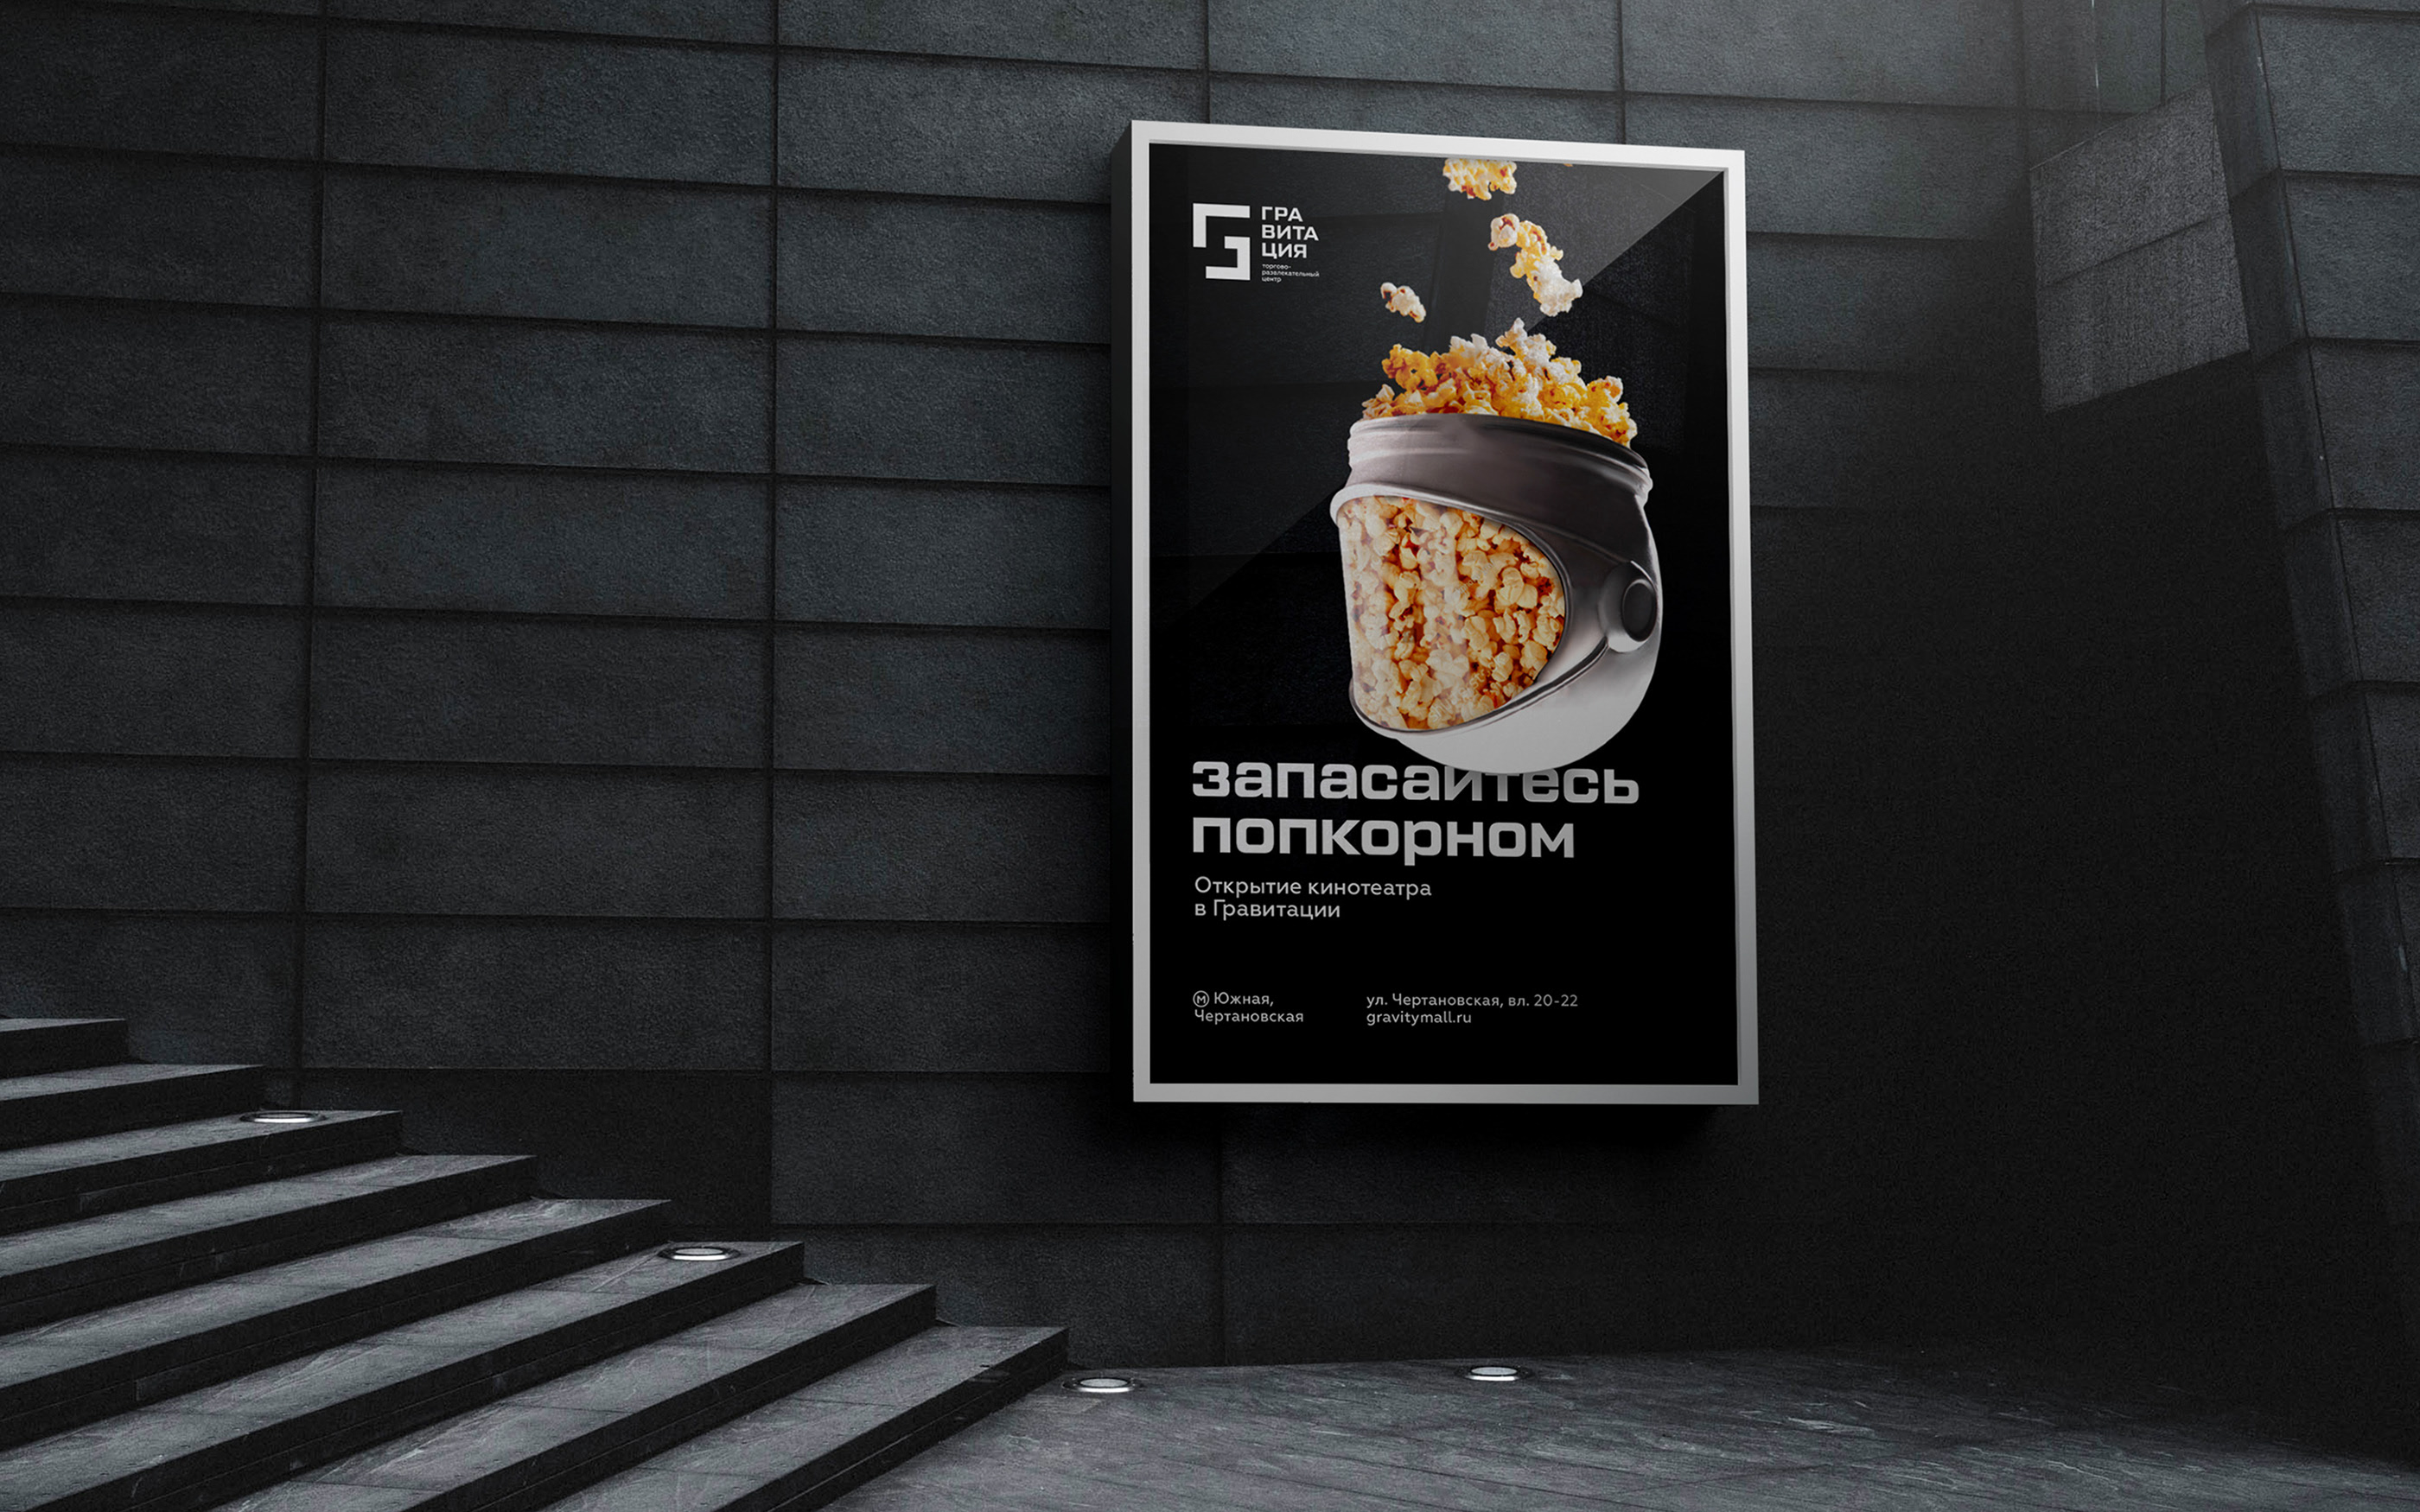 ГРА
ВИТА
ЦИЯ
торгово-
развлекательный
центр
запасайтесь
попкорном
Открытие кинотеатра
в Гравитации
М Южная,
Чертановская
ул. Чертановская, вл. 20-22
gravitymall.ru